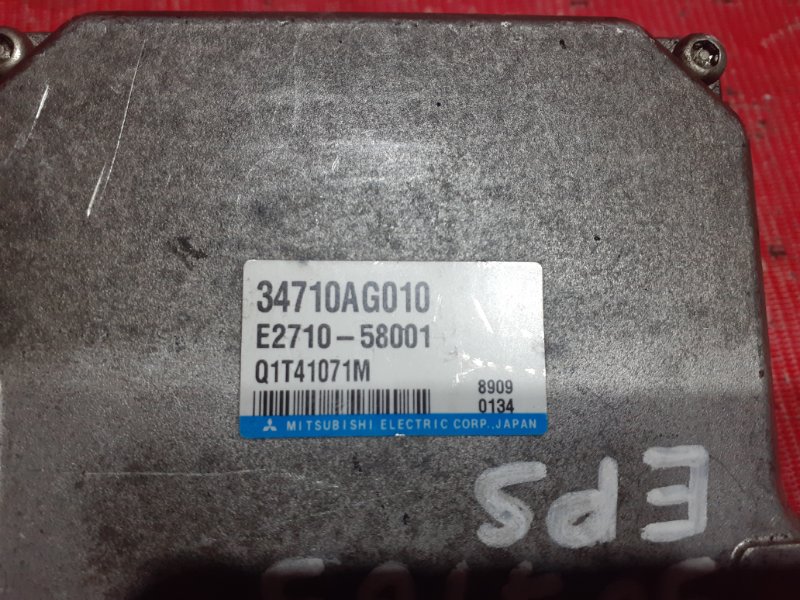 34710AG010
E2710-58001
Q1T41071M
8909
0134
MITSUBISHI ELECTRIC CORP., JAPAN
EPS